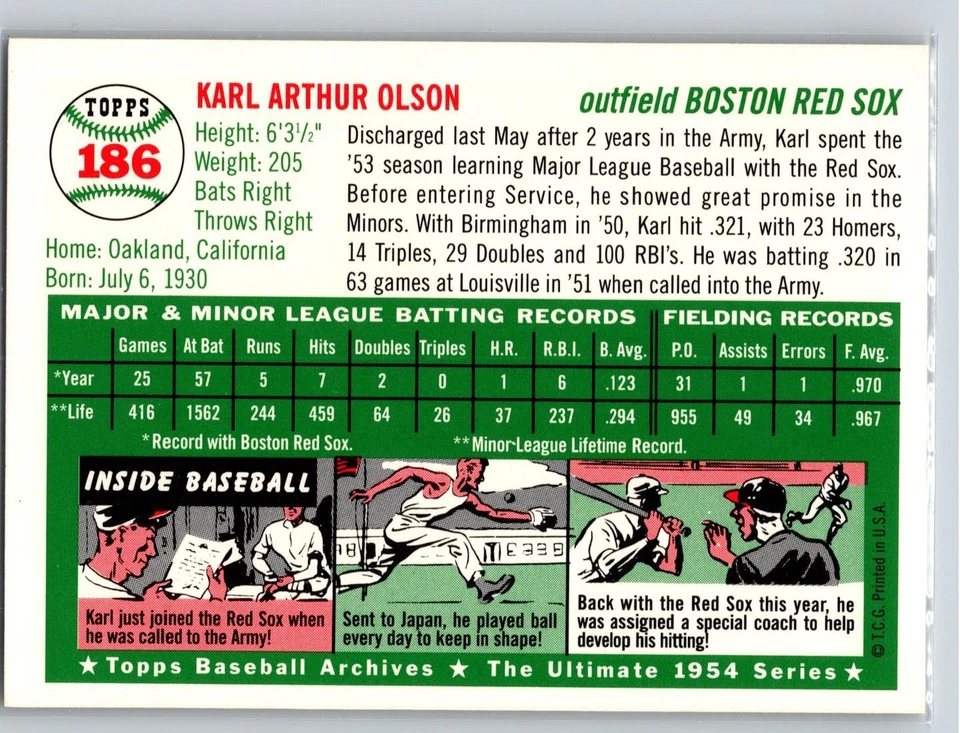 TOPPS
186
KARL ARTHUR OLSON
outfield BOSTON RED SOX
Height: 6'3½"
Weight: 205
Bats Right
Throws Right
Home: Oakland, California
Born: July 6, 1930
Discharged last May after 2 years in the Army, Karl spent the
'53 season learning Major League Baseball with the Red Sox.
Before entering Service, he showed great promise in the
Minors. With Birmingham in '50, Karl hit .321, with 23 Homers,
14 Triples, 29 Doubles and 100 RBI's. He was batting .320 in
63 games at Louisville in '51 when called into the Army.
MAJOR & MINOR LEAGUE BATTING RECORDS FIELDING RECORDS
Games At Bat Runs Hits Doubles Triples H.R. R.B.I. B. Avg. P.O. Assists Errors F. Avg.
*Year 25 57 5 7 2 0 1 6 .123 31 1 1 .970
**Life 416 1562 244 459 64 26 37 237 .294 955 49 34 .967
*Record with Boston Red Sox. **Minor League Lifetime Record.
INSIDE BASEBALL
Karl just joined the Red Sox when
he was called to the Army!
Sent to Japan, he played ball
every day to keep in shape!
Back with the Red Sox this year, he
was assigned a special coach to help
develop his hitting!
© T.C.G. Printed in U.S.A.
★ Topps Baseball Archives ★ The Ultimate 1954 Series ★